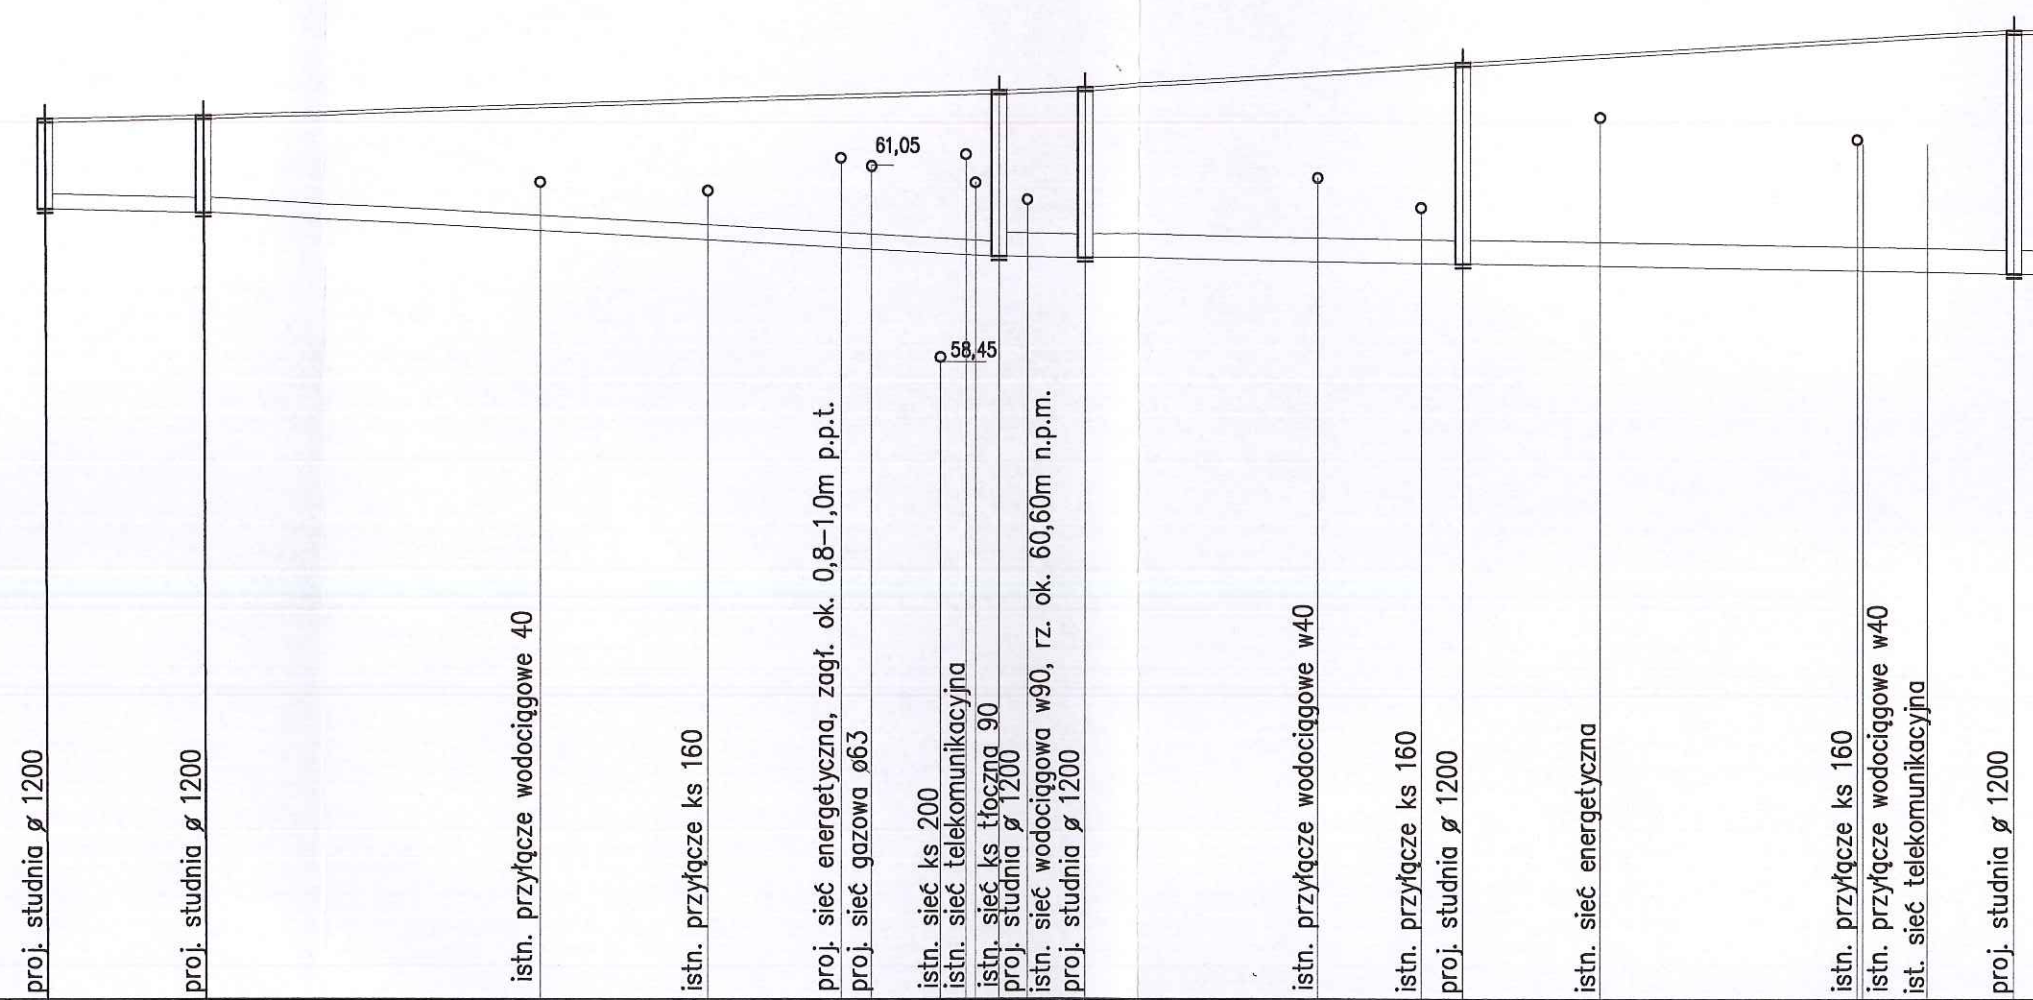 61,05
58,45
proj. studnia ø 1200
proj. studnia ø 1200
istn. przyłącze wodociągowe 40
istn. przyłącze ks 160
proj. sieć energetyczna, zagł. ok. 0,8–1,0m p.p.t.
proj. sieć gazowa ø63
istn. sieć ks 200
istn. sieć telekomunikacyjna
istn. sieć ks tłoczna 90
proj. studnia ø 1200
istn. sieć wodociągowa w90, rz. ok. 60,60m n.p.m.
proj. studnia ø 1200
istn. przyłącze wodociągowe w40
istn. przyłącze ks 160
proj. studnia ø 1200
istn. sieć energetyczna
istn. przyłącze ks 160
istn. przyłącze wodociągowe w40
ist. sieć telekomunikacyjna
proj. studnia ø 1200